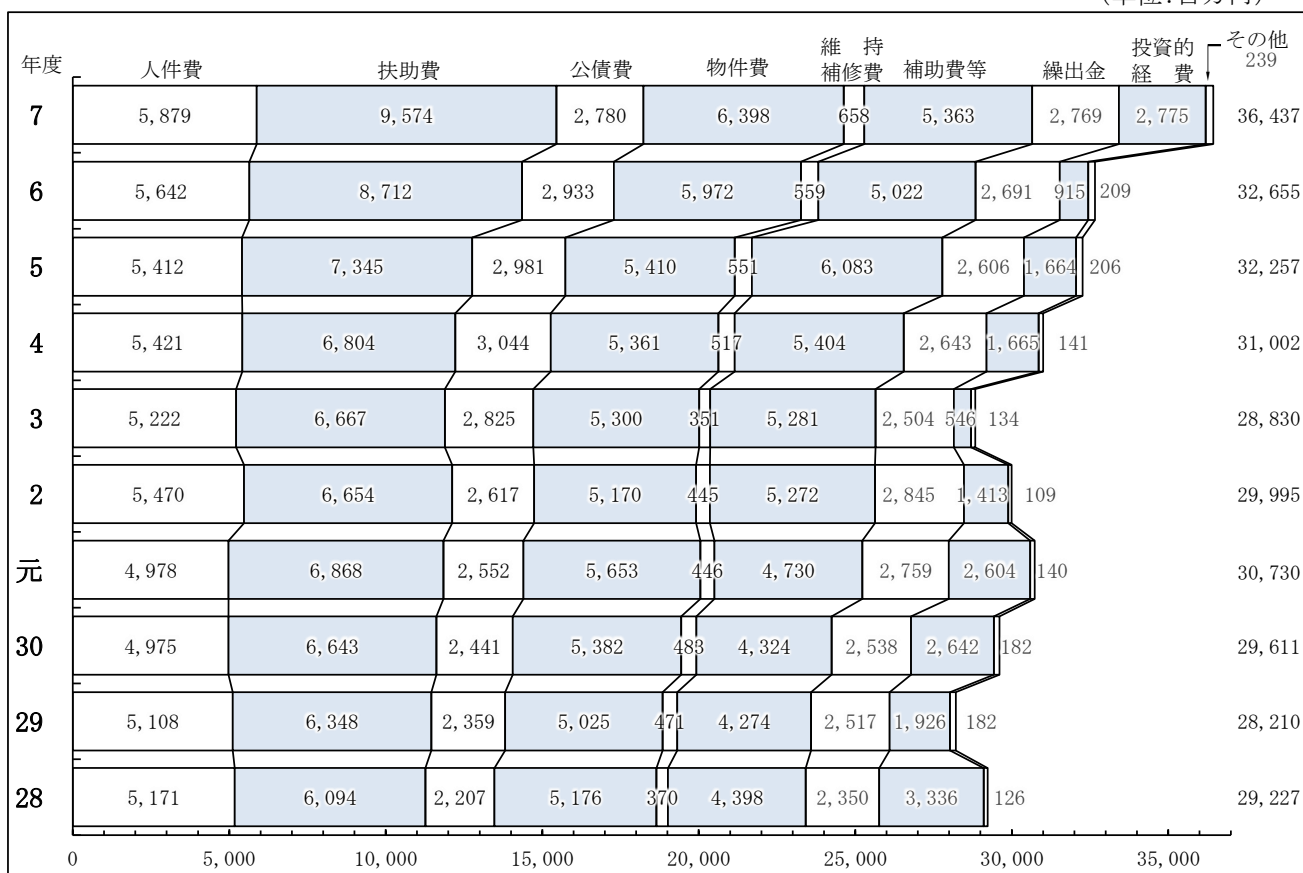 (単位:百万円)
年度 人件費 扶助費 公債費 物件費 維持補修費 補助費等 繰出金 投資的経費 その他
239
7 5,879 9,574 2,780 6,398 658 5,363 2,769 2,775 36,437
6 5,642 8,712 2,933 5,972 559 5,022 2,691 915 209 32,655
5 5,412 7,345 2,981 5,410 551 6,083 2,606 1,664 206 32,257
4 5,421 6,804 3,044 5,361 517 5,404 2,643 1,665 141 31,002
3 5,222 6,667 2,825 5,300 351 5,281 2,504 546 134 28,830
2 5,470 6,654 2,617 5,170 445 5,272 2,845 1,413 109 29,995
元 4,978 6,868 2,552 5,653 446 4,730 2,759 2,604 140 30,730
30 4,975 6,643 2,441 5,382 483 4,324 2,538 2,642 182 29,611
29 5,108 6,348 2,359 5,025 471 4,274 2,517 1,926 182 28,210
28 5,171 6,094 2,207 5,176 370 4,398 2,350 3,336 126 29,227
0 5,000 10,000 15,000 20,000 25,000 30,000 35,000